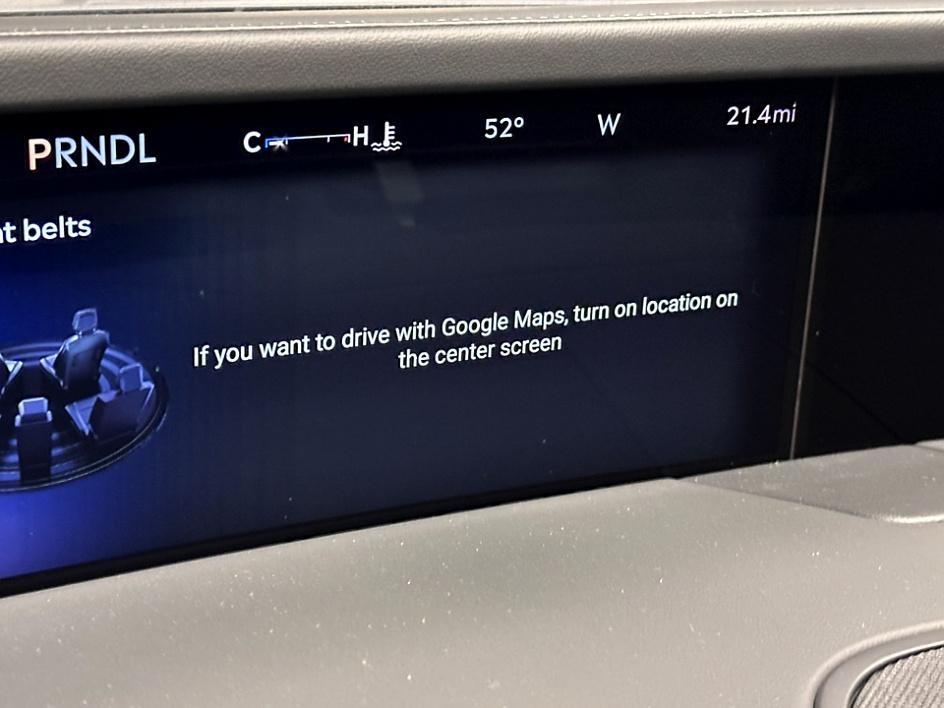 PRNDL C H 52° W 21.4mi
t belts
If you want to drive with Google Maps, turn on location on
the center screen